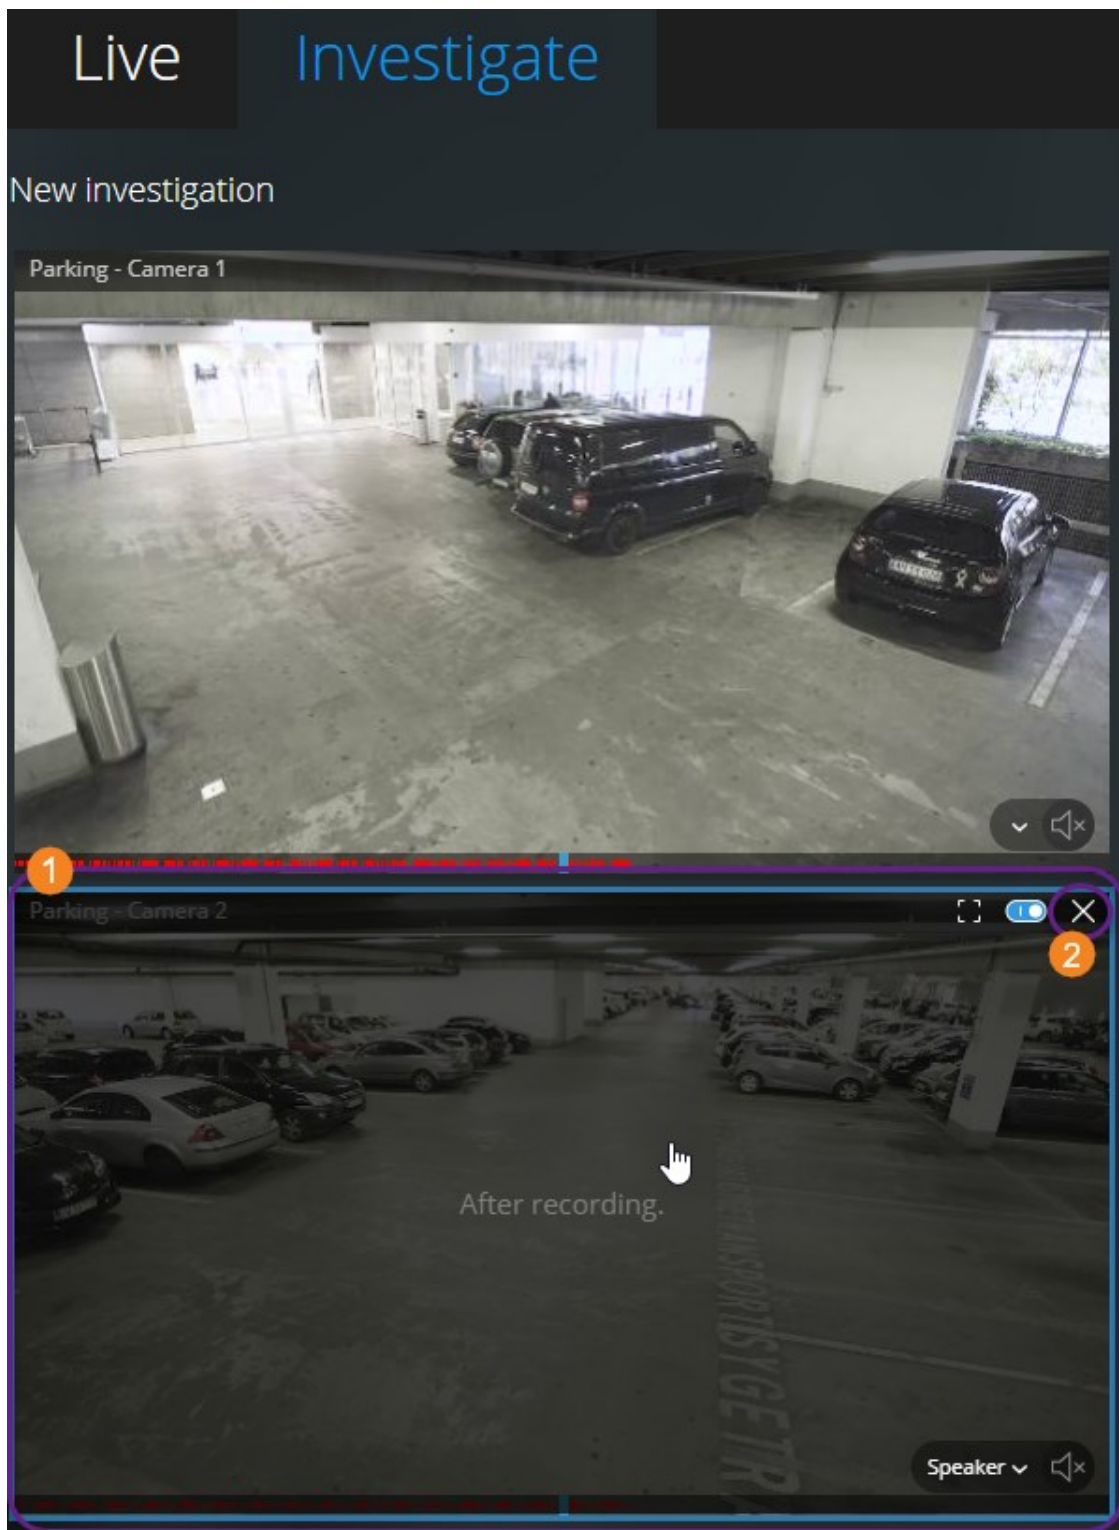 Live Investigate
New investigation
Parking - Camera 1
1
Parking - Camera 2
2
After recording.
Speaker